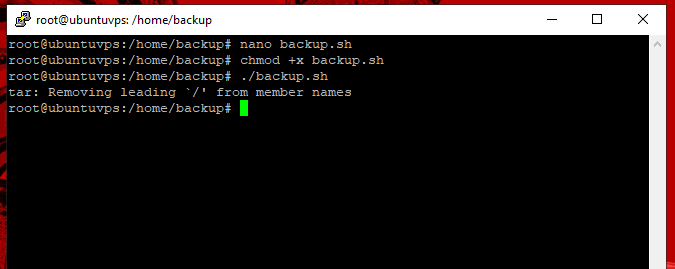 root@ubuntuvps: /home/backup
root@ubuntuvps:/home/backup# nano backup.sh
root@ubuntuvps:/home/backup# chmod +x backup.sh
root@ubuntuvps:/home/backup# ./backup.sh
tar: Removing leading `/' from member names
root@ubuntuvps:/home/backup#